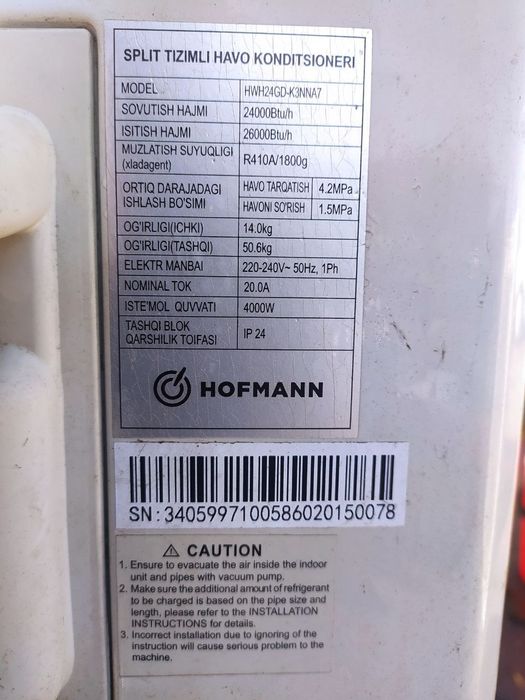 SPLIT TIZIMLI HAVO KONDITSIONERI
MODEL HWH24GD-K3NNA7
SOVUTISH HAJMI 24000Btu/h
ISITISH HAJMI 26000Btu/h
MUZLATISH SUYUQLIGI
(xladagent) R410A/1800g
ORTIQ DARAJADAGI
ISHLASH BO'SIMI
HAVO TARQATISH 4.2MPa
HAVONI SO'RISH 1.5MPa
OG'IRLIGI(ICHKI) 14.0kg
OG'IRLIGI(TASHQI) 50.6kg
ELEKTR MANBAI 220-240V~ 50Hz, 1Ph
NOMINAL TOK 20.0A
ISTE'MOL QUVVATI 4000W
TASHQI BLOK
QARSHILIK TOIFASI IP 24
HOFMANN
SN:3405997100586020150078
CAUTION
1. Ensure to evacuate the air inside the indoor
unit and pipes with vacuum pump.
2. Make sure the additional amount of refrigerant
to be charged is based on the pipe size and
length, please refer to the INSTALLATION
INSTRUCTIONS for details.
3. Incorrect installation due to ignoring of the
instruction will cause serious problem to the
machine.